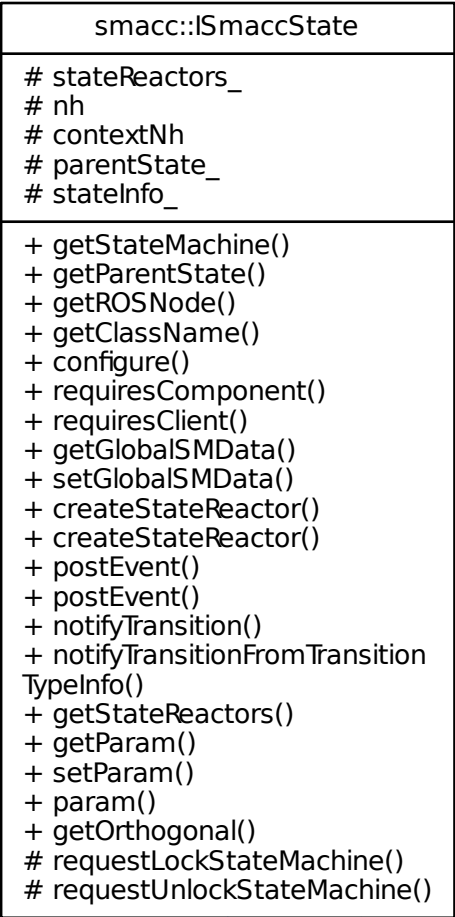 smacc::ISmaccState
# stateReactors_
# nh
# contextNh
# parentState_
# stateInfo_
+ getStateMachine()
+ getParentState()
+ getROSNode()
+ getClassName()
+ configure()
+ requiresComponent()
+ requiresClient()
+ getGlobalSMData()
+ setGlobalSMData()
+ createStateReactor()
+ createStateReactor()
+ postEvent()
+ postEvent()
+ notifyTransition()
+ notifyTransitionFromTransition
TypeInfo()
+ getStateReactors()
+ getParam()
+ setParam()
+ param()
+ getOrthogonal()
# requestLockStateMachine()
# requestUnlockStateMachine()